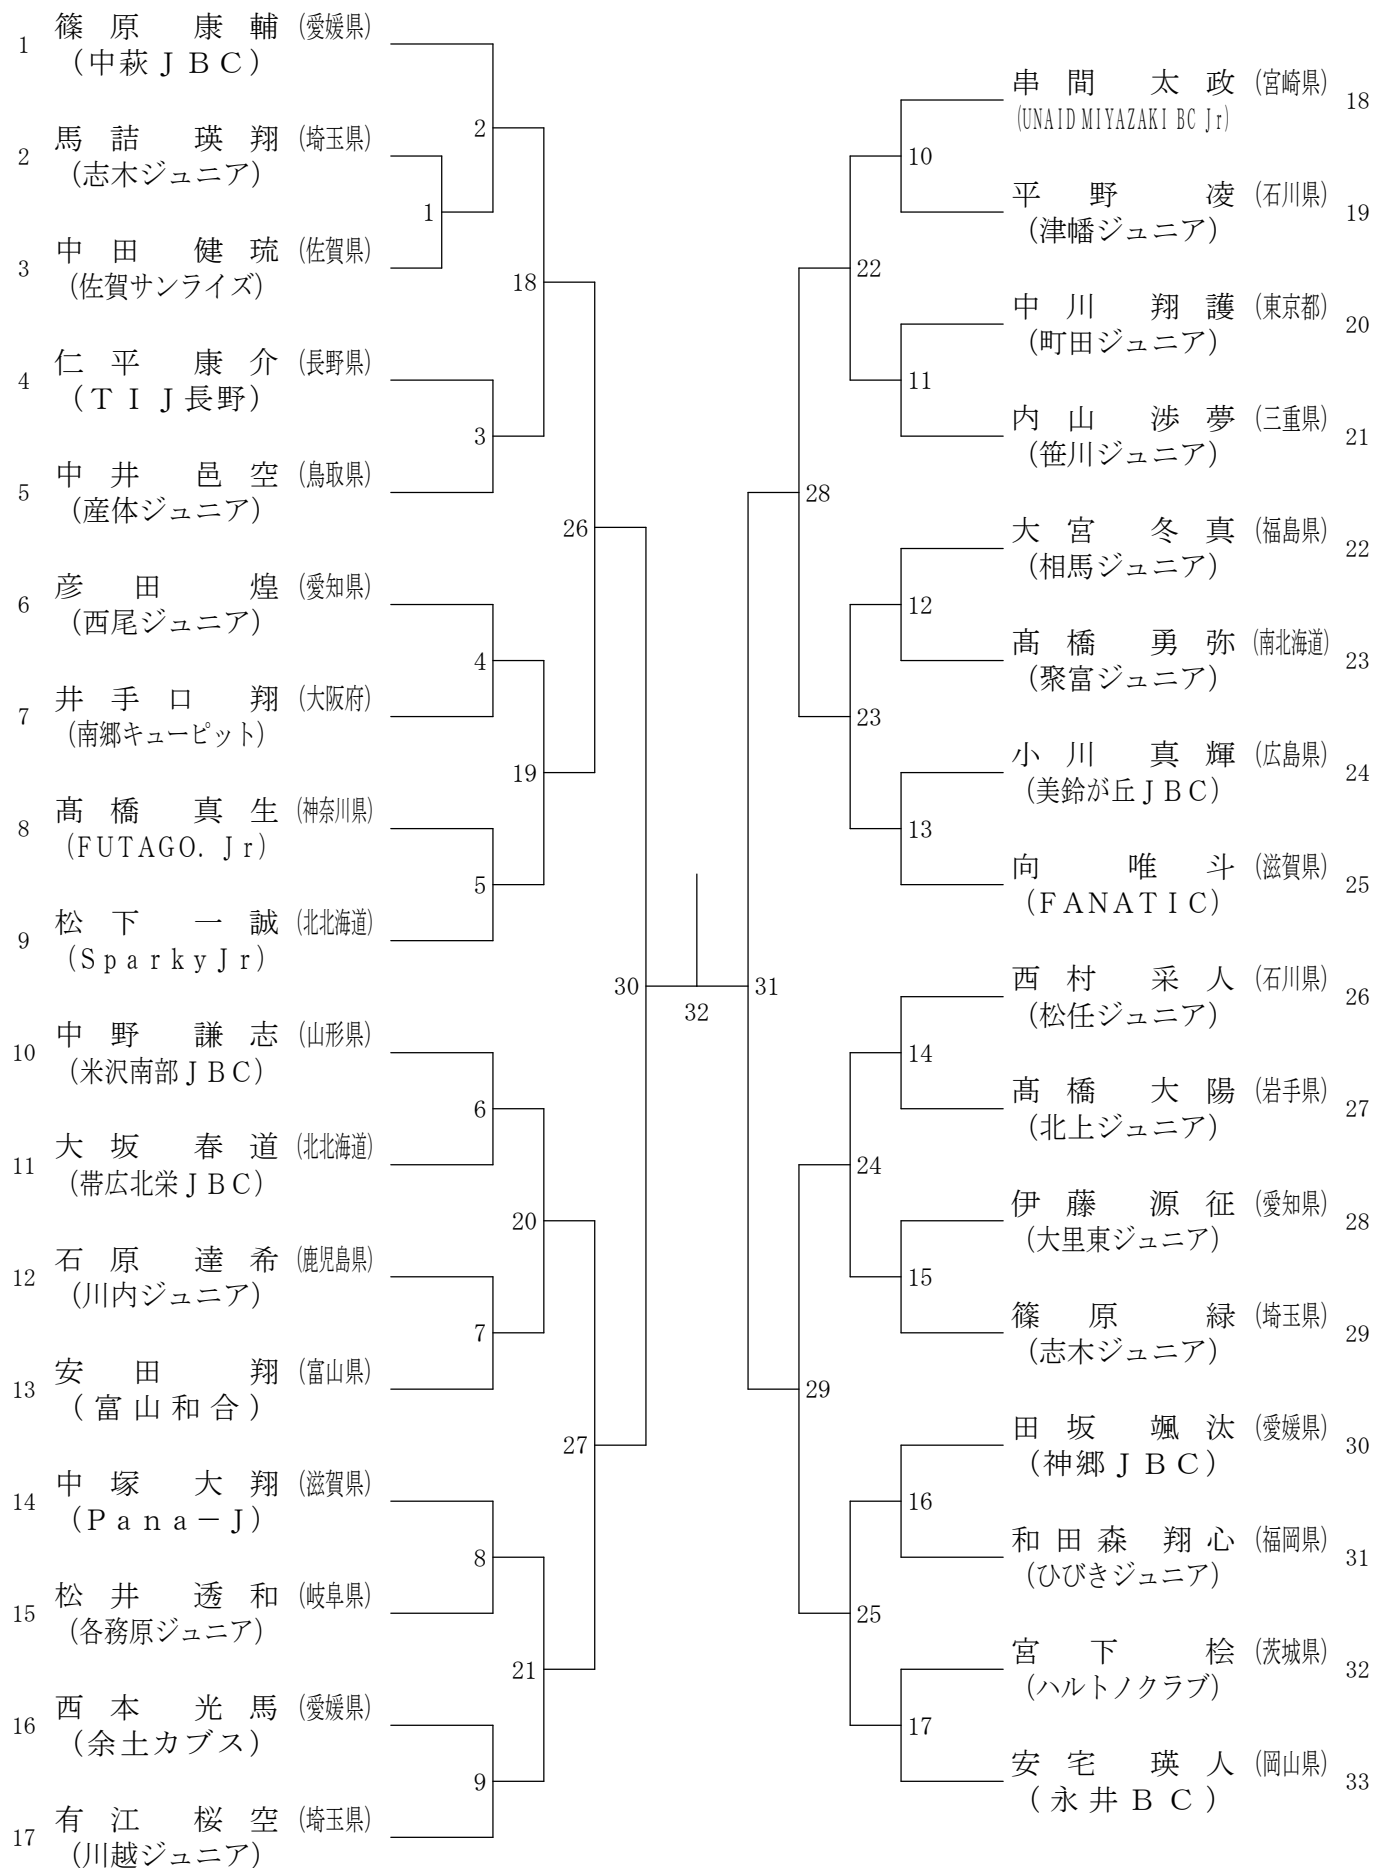 1 篠原 康輔 (愛媛県)
(中萩ＪＢＣ)
2 馬詰 瑛翔 (埼玉県)
(志木ジュニア)
3 中田 健琉 (佐賀県)
(佐賀サンライズ)
4 仁平 康介 (長野県)
(ＴＩＪ長野)
5 中井 邑空 (鳥取県)
(産体ジュニア)
6 彦田 煌 (愛知県)
(西尾ジュニア)
7 井手口 翔 (大阪府)
(南郷キューピット)
8 髙橋 真生 (神奈川県)
(FUTAGO. Jr)
9 松下 一誠 (北北海道)
(SparkyJr)
10 中野 謙志 (山形県)
(米沢南部ＪＢＣ)
11 大坂 春道 (北北海道)
(帯広北栄ＪＢＣ)
12 石原 達希 (鹿児島県)
(川内ジュニア)
13 安田 翔 (富山県)
(富山和合)
14 中塚 大翔 (滋賀県)
(Ｐａｎａ－Ｊ)
15 松井 透和 (岐阜県)
(各務原ジュニア)
16 西本 光馬 (愛媛県)
(余土カブス)
17 有江 桜空 (埼玉県)
(川越ジュニア)
1
2
3
4
5
6
7
8
9
18
19
20
21
26
27
30
32
31
28
29
22
23
24
25
10
11
12
13
14
15
16
17
串間 太政 (宮崎県) 18
(UNAID MIYAZAKI BC Jr)
平野 凌 (石川県) 19
(津幡ジュニア)
中川 翔護 (東京都) 20
(町田ジュニア)
内山 渉夢 (三重県) 21
(笹川ジュニア)
大宮 冬真 (福島県) 22
(相馬ジュニア)
髙橋 勇弥 (南北海道) 23
(聚富ジュニア)
小川 真輝 (広島県) 24
(美鈴が丘ＪＢＣ)
向 唯斗 (滋賀県) 25
(ＦＡＮＡＴＩＣ)
西村 采人 (石川県) 26
(松任ジュニア)
髙橋 大陽 (岩手県) 27
(北上ジュニア)
伊藤 源征 (愛知県) 28
(大里東ジュニア)
篠原 緑 (埼玉県) 29
(志木ジュニア)
田坂 颯汰 (愛媛県) 30
(神郷ＪＢＣ)
和田森 翔心 (福岡県) 31
(ひびきジュニア)
宮下 桧 (茨城県) 32
(ハルトノクラブ)
安宅 瑛人 (岡山県) 33
(永井ＢＣ)